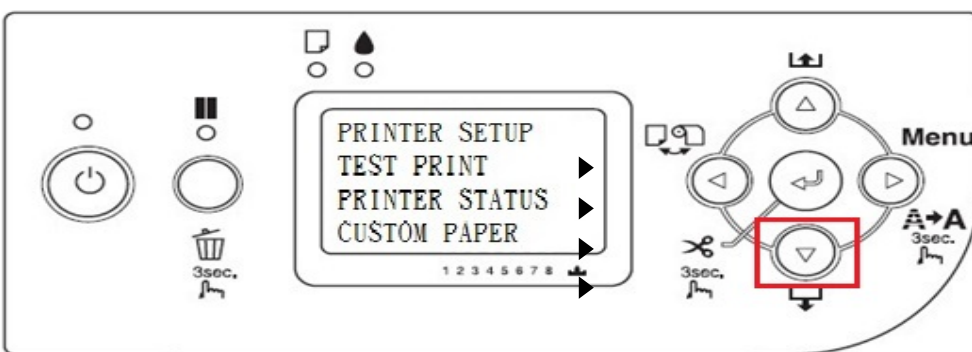 PRINTER SETUP
TEST PRINT
PRINTER STATUS
CUSTOM PAPER
1 2 3 4 5 6 7 8
3sec.
Menu
A➔A
3sec.
3sec.